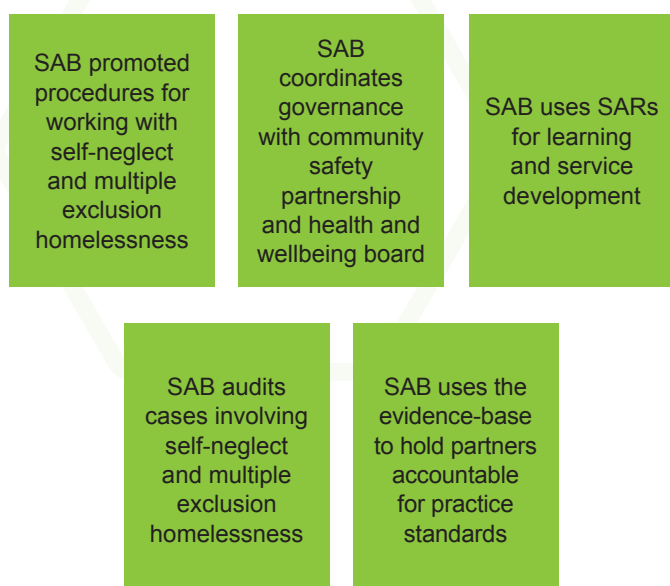 SAB promoted
procedures for
working with
self-neglect
and multiple
exclusion
homelessness
SAB
coordinates
governance
with community
safety
partnership
and health and
wellbeing board
SAB uses SARs
for learning
and service
development
SAB audits
cases involving
self-neglect
and multiple
exclusion
homelessness
SAB uses the
evidence-base
to hold partners
accountable
for practice
standards